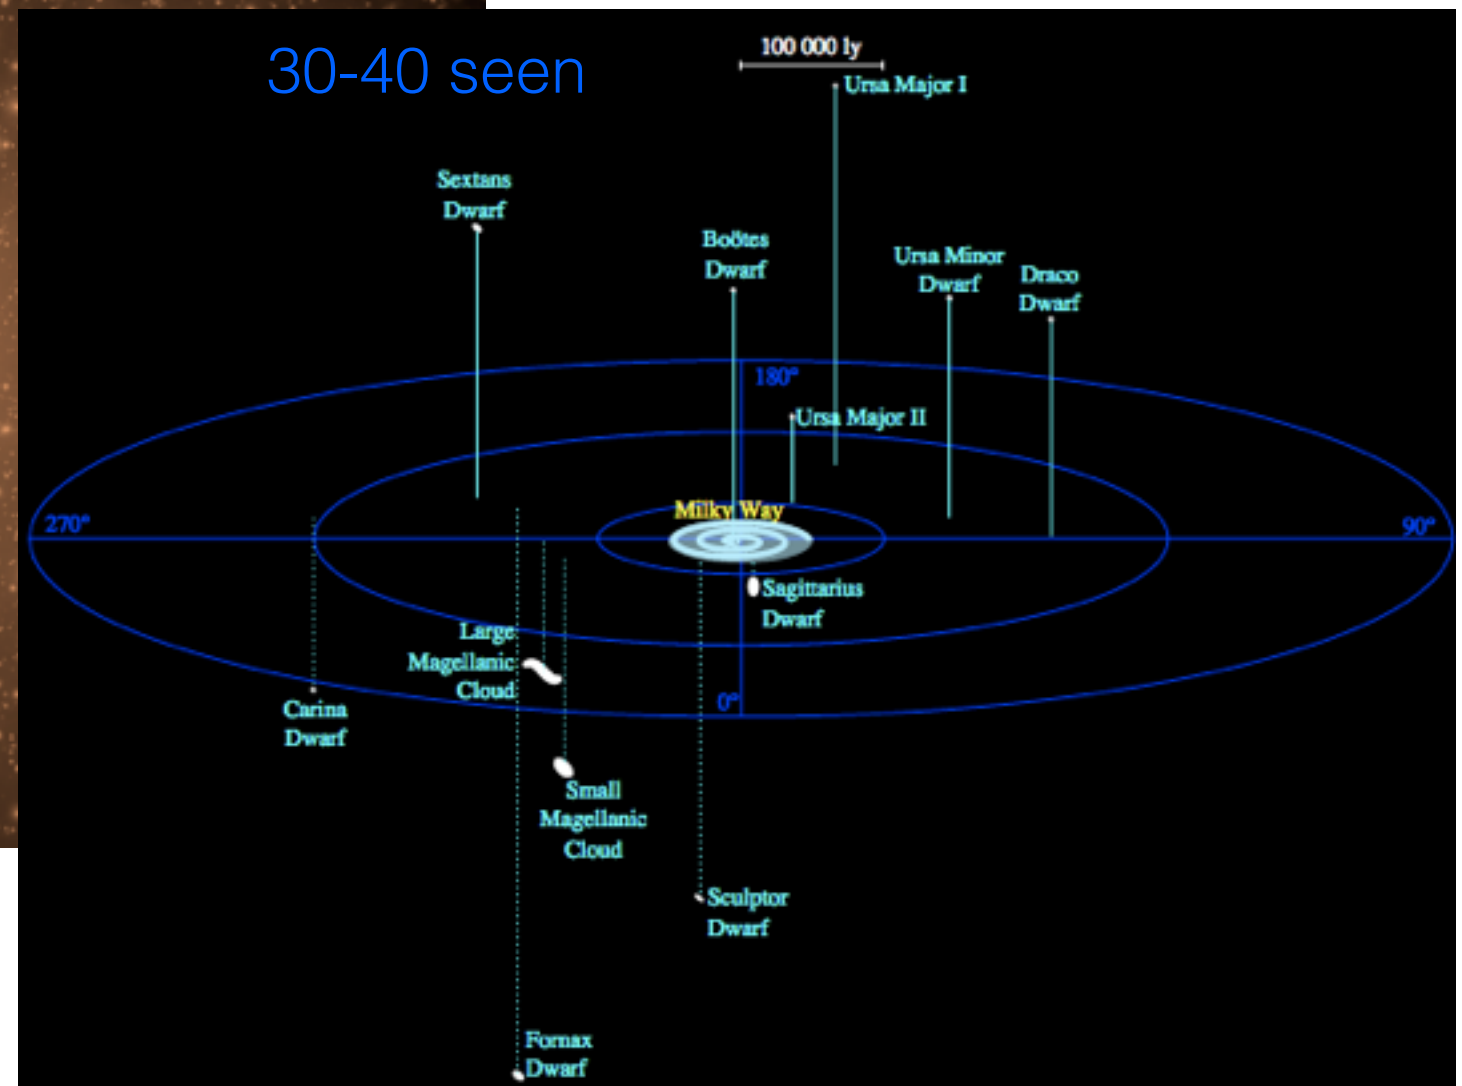 30-40 seen
100 000 ly
Ursa Major I
Sextans
Dwarf
Boötes
Dwarf
Ursa Minor
Dwarf
Draco
Dwarf
180°
Ursa Major II
Milky Way
270°
90°
Sagittarius
Dwarf
Large
Magellanic
Cloud
0°
Carina
Dwarf
Small
Magellanic
Cloud
Sculptor
Dwarf
Fornax
Dwarf